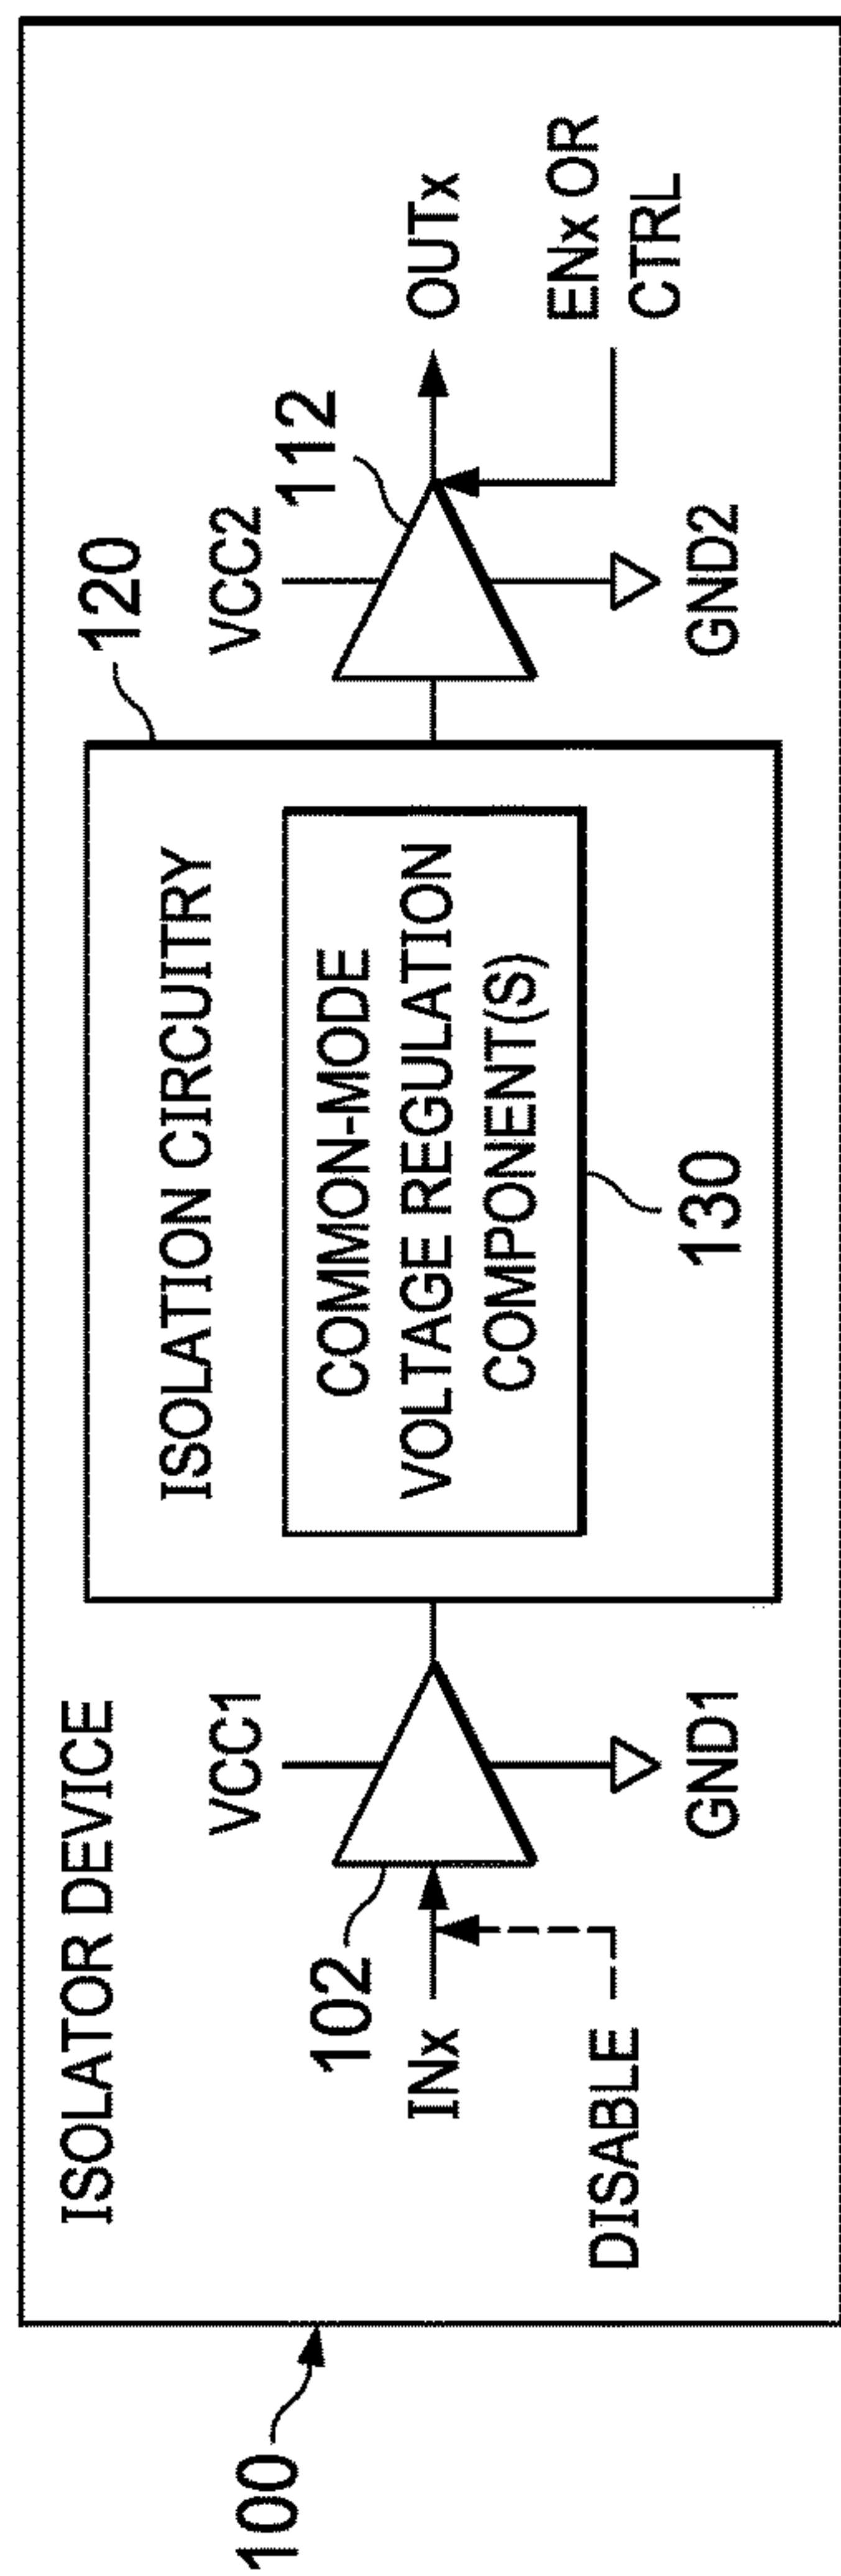 100
ISOLATOR DEVICE
ISOLATION CIRCUITRY
120
VCC1
VCC2
112
102
INx
COMMON-MODE
VOLTAGE REGULATION
COMPONENT(S)
OUTx
DISABLE
ENx OR
CTRL
GND1
130
GND2